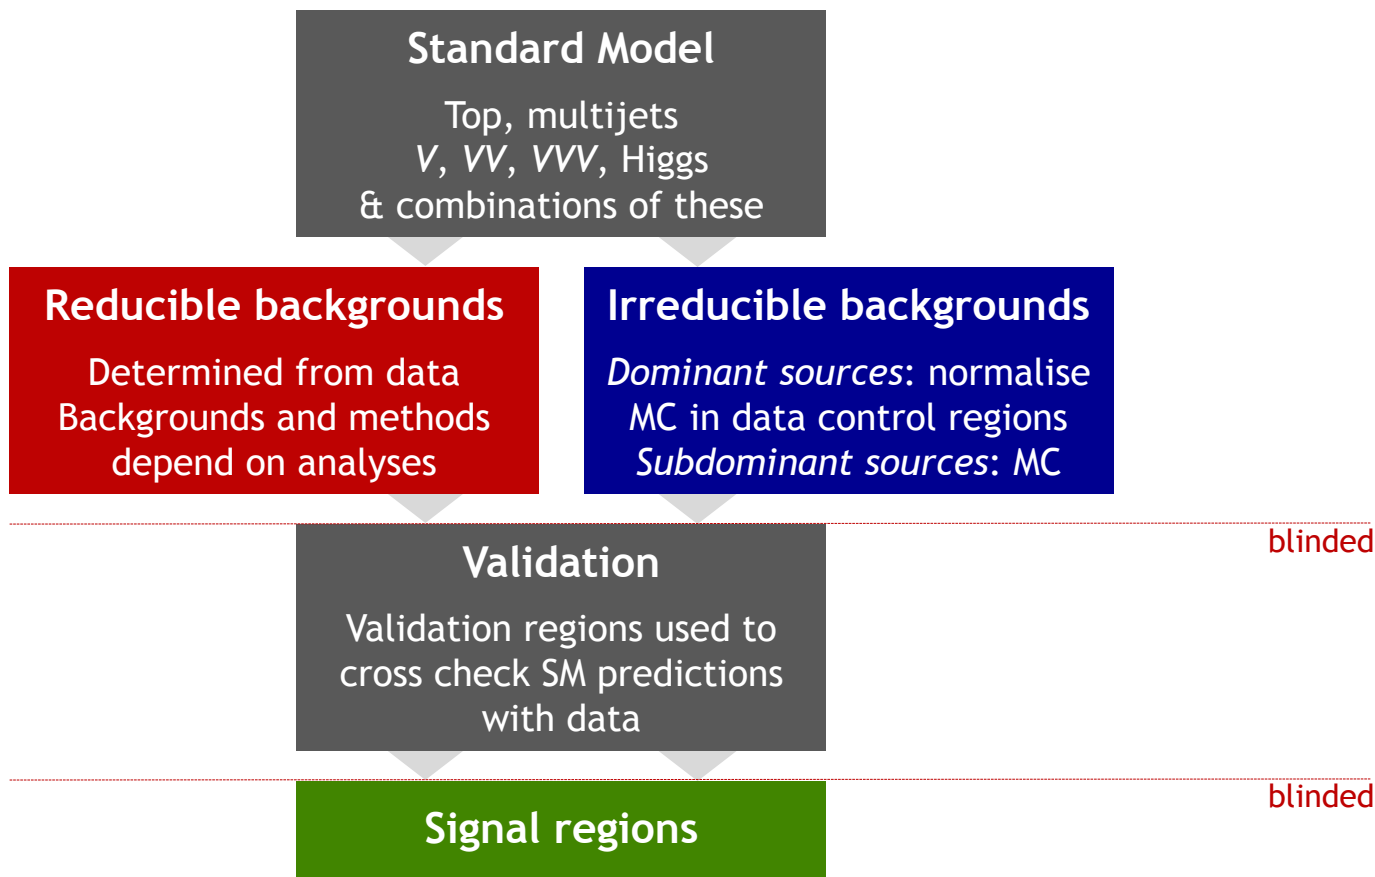 Standard Model
Top, multijets
V, VV, VVV, Higgs
& combinations of these
Reducible backgrounds
Determined from data
Backgrounds and methods
depend on analyses
Irreducible backgrounds
Dominant sources: normalise
MC in data control regions
Subdominant sources: MC
blinded
Validation
Validation regions used to
cross check SM predictions
with data
blinded
Signal regions